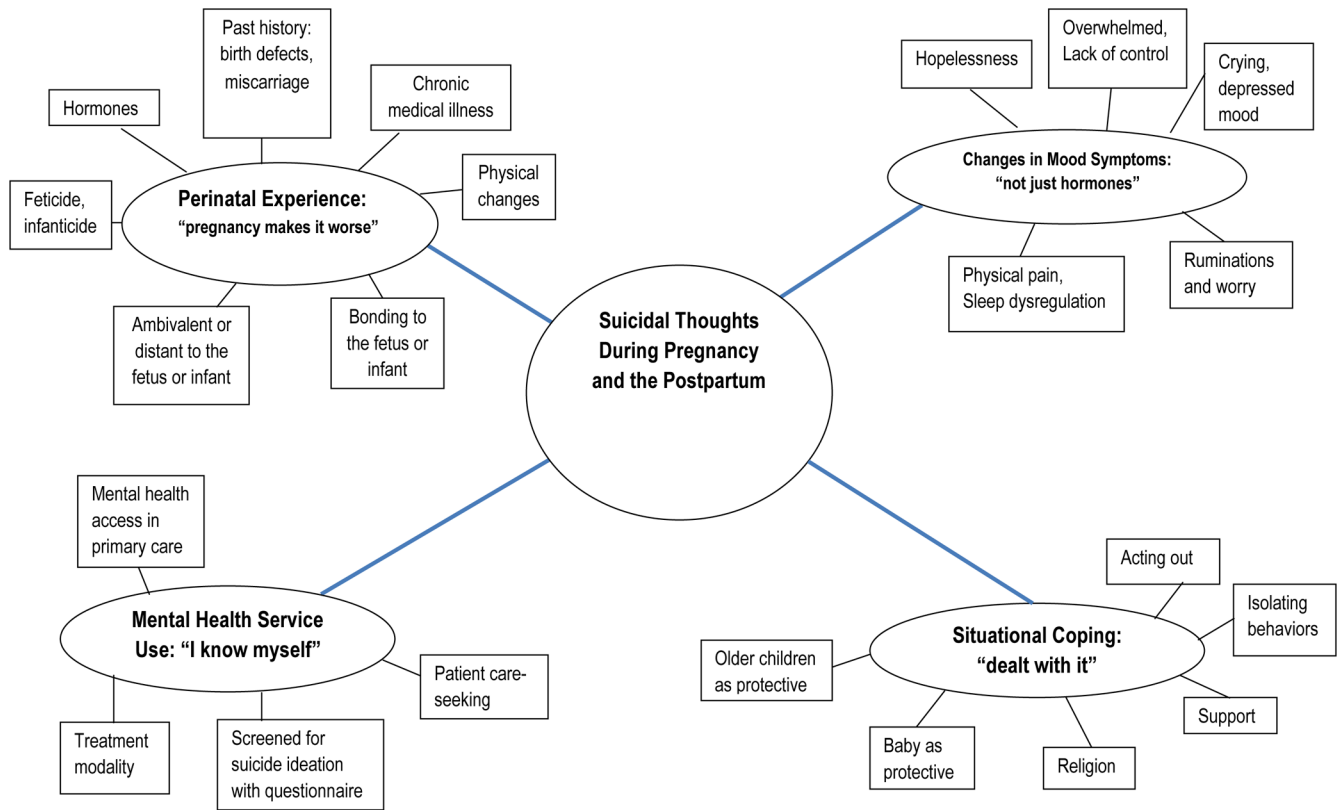 Past history:
birth defects,
miscarriage
Hormones
Chronic
medical illness
Physical
changes
Feticide,
infanticide
Perinatal Experience:
“pregnancy makes it worse”
Ambivalent or
distant to the
fetus or infant
Bonding to
the fetus or
infant
Overwhelmed,
Lack of control
Hopelessness
Crying,
depressed
mood
Changes in Mood Symptoms:
“not just hormones”
Physical pain,
Sleep dysregulation
Ruminations
and worry
Suicidal Thoughts
During Pregnancy
and the Postpartum
Mental health
access in
primary care
Mental Health Service
Use: “I know myself”
Patient care-
seeking
Treatment
modality
Screened for
suicide ideation
with questionnaire
Acting out
Isolating
behaviors
Situational Coping:
“dealt with it”
Older children
as protective
Support
Baby as
protective
Religion